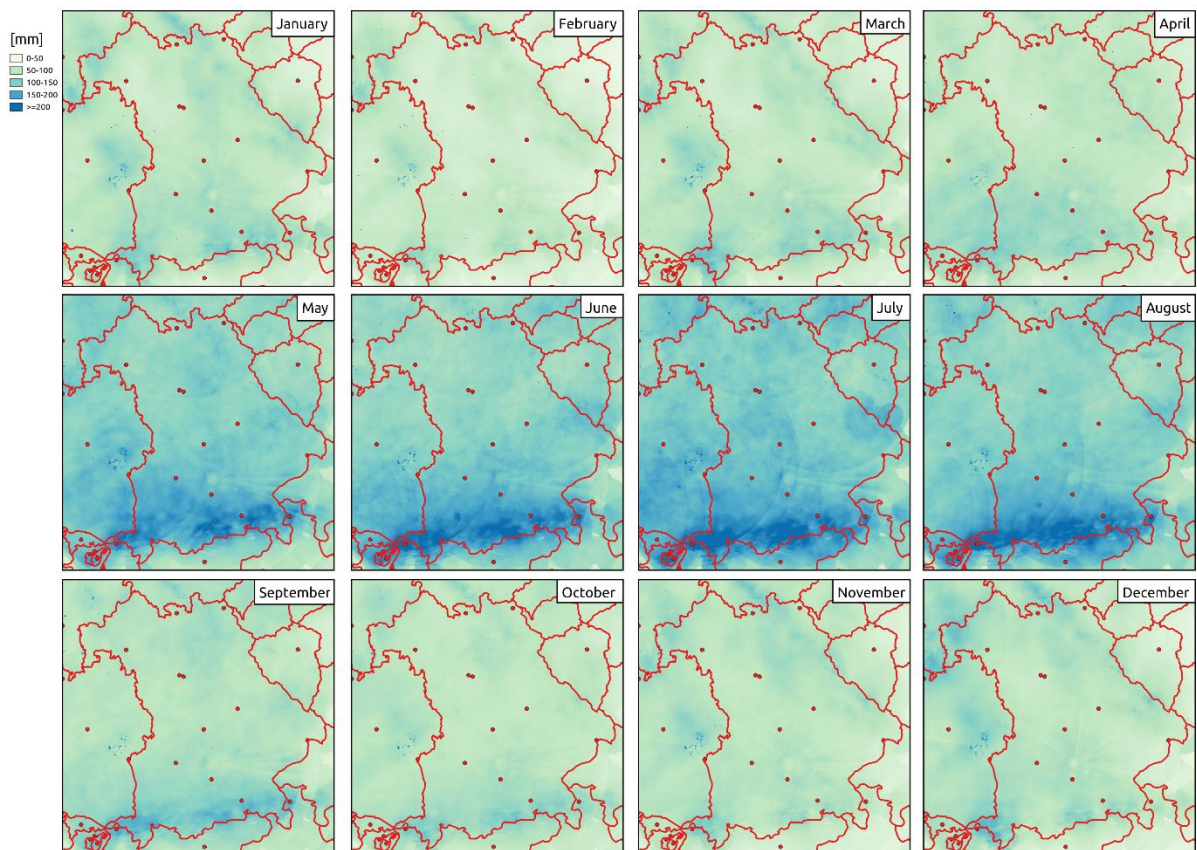 January
February
March
April
[mm]
0-50
50-100
100-150
150-200
>=200
May
June
July
August
September
October
November
December